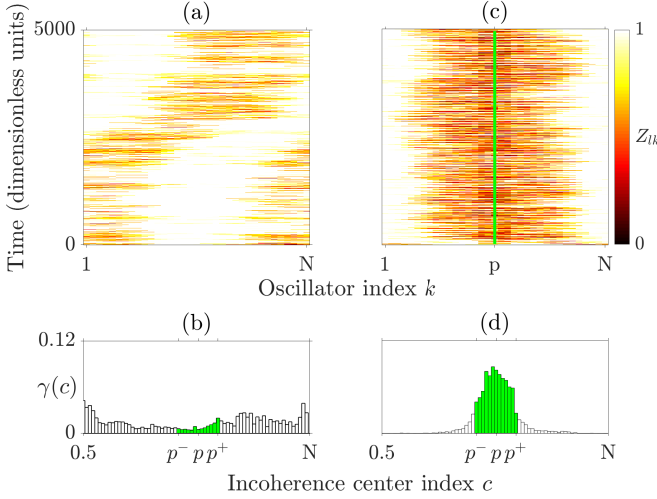 (a)
(c)
Time (dimensionless units)
5000
0
1
N
1
p
N
1
Z_{lk}
0
Oscillator index k
(b)
(d)
γ(c)
0.12
0
0.5
p^- p p^+
N
0.5
p^- p p^+
N
Incoherence center index c